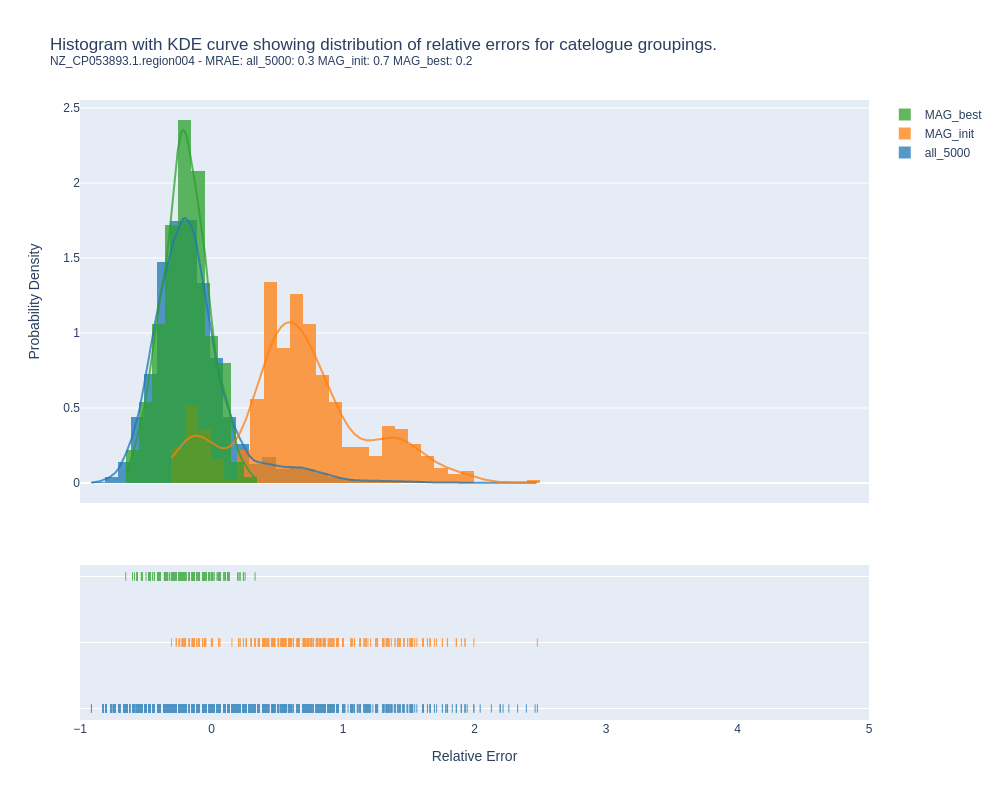 Histogram with KDE curve showing distribution of relative errors for catelogue groupings.
NZ_CP053893.1.region004 - MRAE: all_5000: 0.3 MAG_init: 0.7 MAG_best: 0.2
MAG_best
MAG_init
all_5000
Probability Density
2.5
2
1.5
1
0.5
0
−1
0
1
2
3
4
5
Relative Error